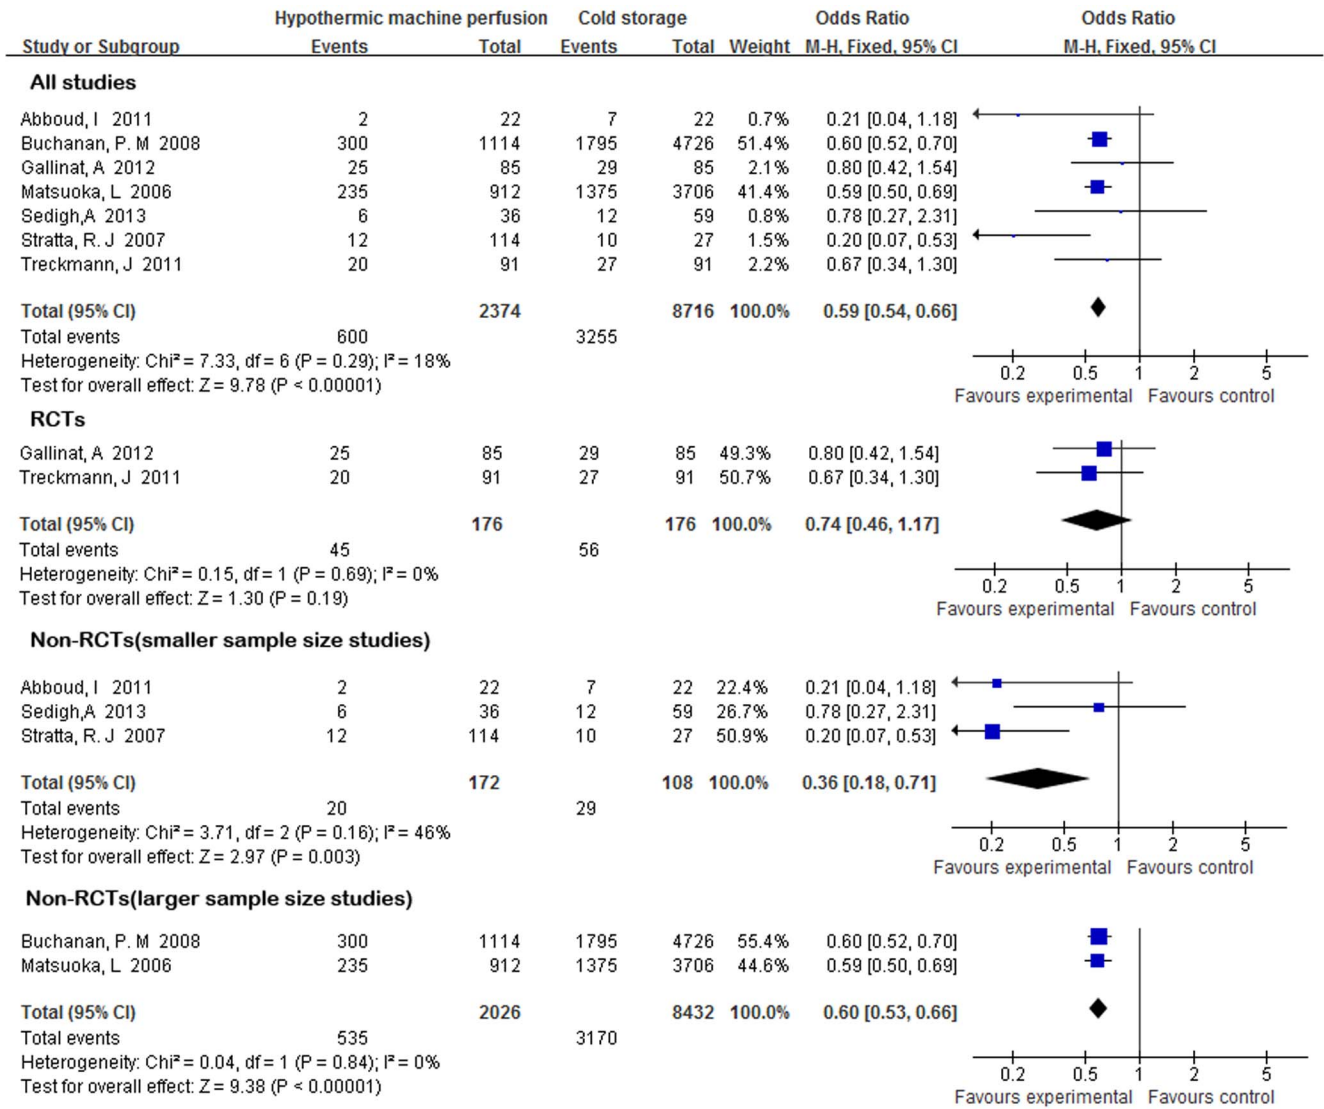 Hypothermic machine perfusion Cold storage Odds Ratio Odds Ratio
Study or Subgroup Events Total Events Total Weight M-H, Fixed, 95% CI M-H, Fixed, 95% CI
All studies
Abboud, I 2011 2 22 7 22 0.7% 0.21 [0.04, 1.18]
Buchanan, P. M 2008 300 1114 1795 4726 51.4% 0.60 [0.52, 0.70]
Gallinat, A 2012 25 85 29 85 2.1% 0.80 [0.42, 1.54]
Matsuoka, L 2006 235 912 1375 3706 41.4% 0.59 [0.50, 0.69]
Sedigh,A 2013 6 36 12 59 0.8% 0.78 [0.27, 2.31]
Stratta, R. J 2007 12 114 10 27 1.5% 0.20 [0.07, 0.53]
Treckmann, J 2011 20 91 27 91 2.2% 0.67 [0.34, 1.30]
Total (95% CI) 2374 8716 100.0% 0.59 [0.54, 0.66]
Total events 600 3255
Heterogeneity: Chi² = 7.33, df = 6 (P = 0.29); I² = 18%
Test for overall effect: Z = 9.78 (P < 0.00001)
0.2 0.5 1 2 5
Favours experimental Favours control
RCTs
Gallinat, A 2012 25 85 29 85 49.3% 0.80 [0.42, 1.54]
Treckmann, J 2011 20 91 27 91 50.7% 0.67 [0.34, 1.30]
Total (95% CI) 176 176 100.0% 0.74 [0.46, 1.17]
Total events 45 56
Heterogeneity: Chi² = 0.15, df = 1 (P = 0.69); I² = 0%
Test for overall effect: Z = 1.30 (P = 0.19)
0.2 0.5 1 2 5
Favours experimental Favours control
Non-RCTs(smaller sample size studies)
Abboud, I 2011 2 22 7 22 22.4% 0.21 [0.04, 1.18]
Sedigh,A 2013 6 36 12 59 26.7% 0.78 [0.27, 2.31]
Stratta, R. J 2007 12 114 10 27 50.9% 0.20 [0.07, 0.53]
Total (95% CI) 172 108 100.0% 0.36 [0.18, 0.71]
Total events 20 29
Heterogeneity: Chi² = 3.71, df = 2 (P = 0.16); I² = 46%
Test for overall effect: Z = 2.97 (P = 0.003)
0.2 0.5 1 2 5
Favours experimental Favours control
Non-RCTs(larger sample size studies)
Buchanan, P. M 2008 300 1114 1795 4726 55.4% 0.60 [0.52, 0.70]
Matsuoka, L 2006 235 912 1375 3706 44.6% 0.59 [0.50, 0.69]
Total (95% CI) 2026 8432 100.0% 0.60 [0.53, 0.66]
Total events 535 3170
Heterogeneity: Chi² = 0.04, df = 1 (P = 0.84); I² = 0%
Test for overall effect: Z = 9.38 (P < 0.00001)
0.2 0.5 1 2 5
Favours experimental Favours control